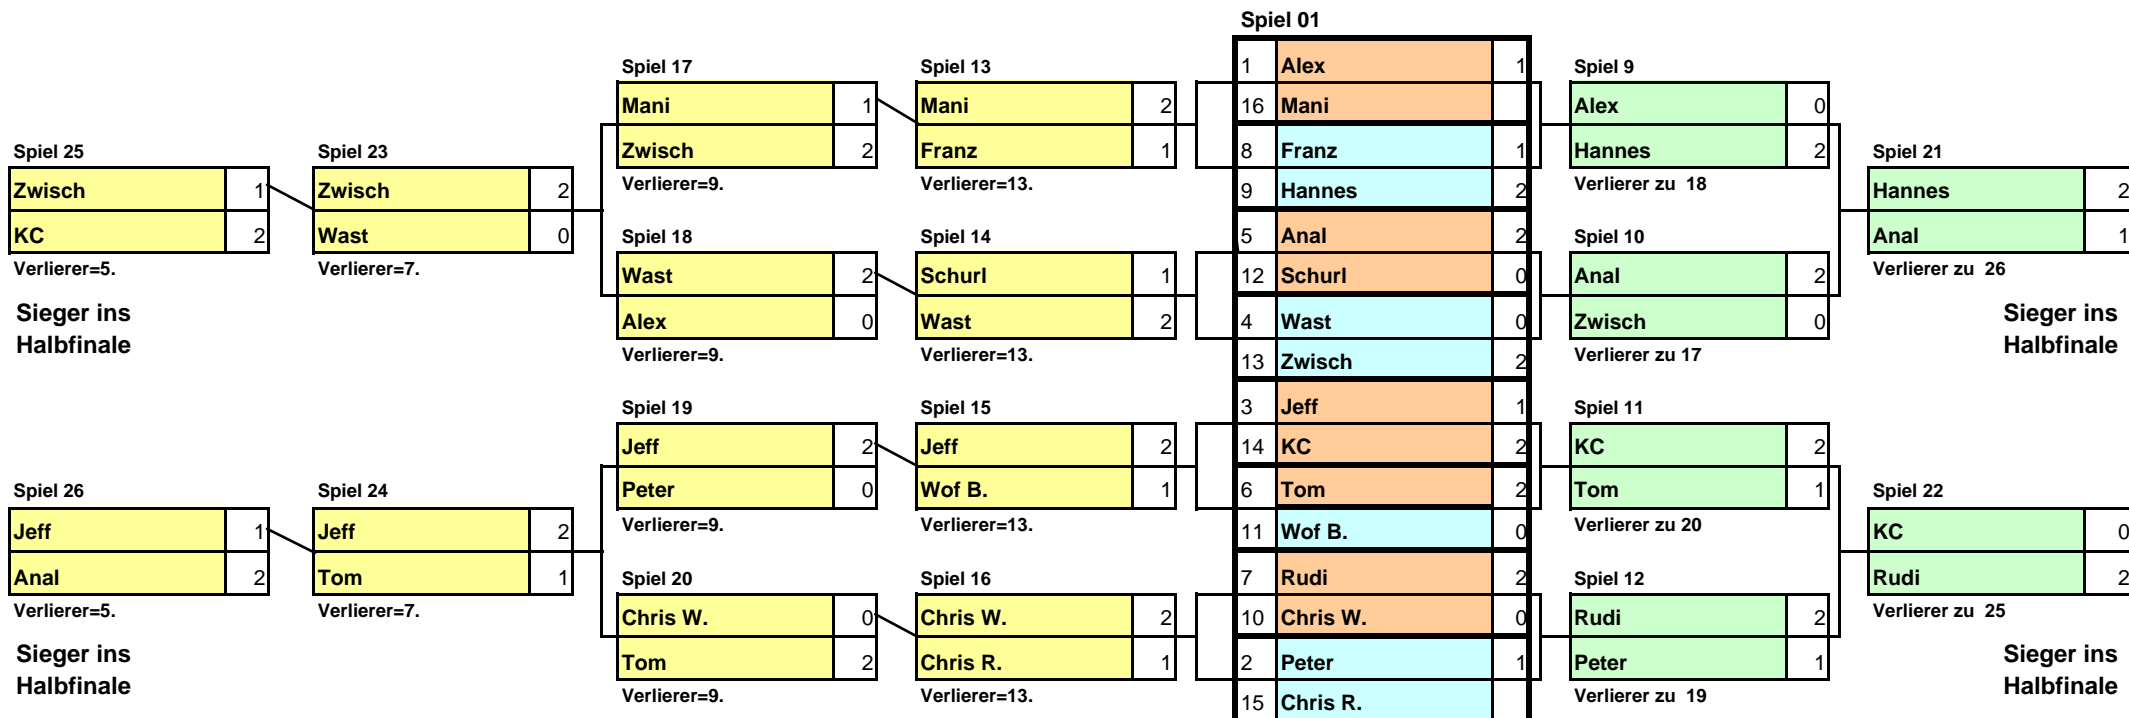 Spiel 01
Spiel 17 Spiel 13 1 Alex 1 Spiel 9
Mani 1 Mani 2 16 Mani Alex 0
Spiel 25 Spiel 23 Zwisch 2 Franz 1 8 Franz 1 Hannes 2 Spiel 21
Zwisch 1 Zwisch 2 Verlierer=9. Verlierer=13. 9 Hannes 2 Verlierer zu 18 Hannes 2
KC 2 Wast 0 Spiel 18 Spiel 14 5 Anal 2 Spiel 10 Anal 1
Verlierer=5. Verlierer=7. Wast 2 Schurl 1 12 Schurl 0 Anal 2 Verlierer zu 26
Sieger ins Alex 0 Wast 2 4 Wast 0 Zwisch 0 Sieger ins
Halbfinale Verlierer=9. Verlierer=13. 13 Zwisch 2 Verlierer zu 17 Halbfinale
Spiel 19 Spiel 15 3 Jeff 1 Spiel 11
Jeff 2 Jeff 2 14 KC 2 KC 2
Spiel 26 Spiel 24 Peter 0 Wof B. 1 6 Tom 2 Tom 1 Spiel 22
Jeff 1 Jeff 2 Verlierer=9. Verlierer=13. 11 Wof B. 0 Verlierer zu 20 KC 0
Anal 2 Tom 1 Spiel 20 Spiel 16 7 Rudi 2 Spiel 12 Rudi 2
Verlierer=5. Verlierer=7. Chris W. 0 Chris W. 2 10 Chris W. 0 Rudi 2 Verlierer zu 25
Sieger ins Tom 2 Chris R. 1 2 Peter 1 Peter 1 Sieger ins
Halbfinale Verlierer=9. Verlierer=13. 15 Chris R. Verlierer zu 19 Halbfinale